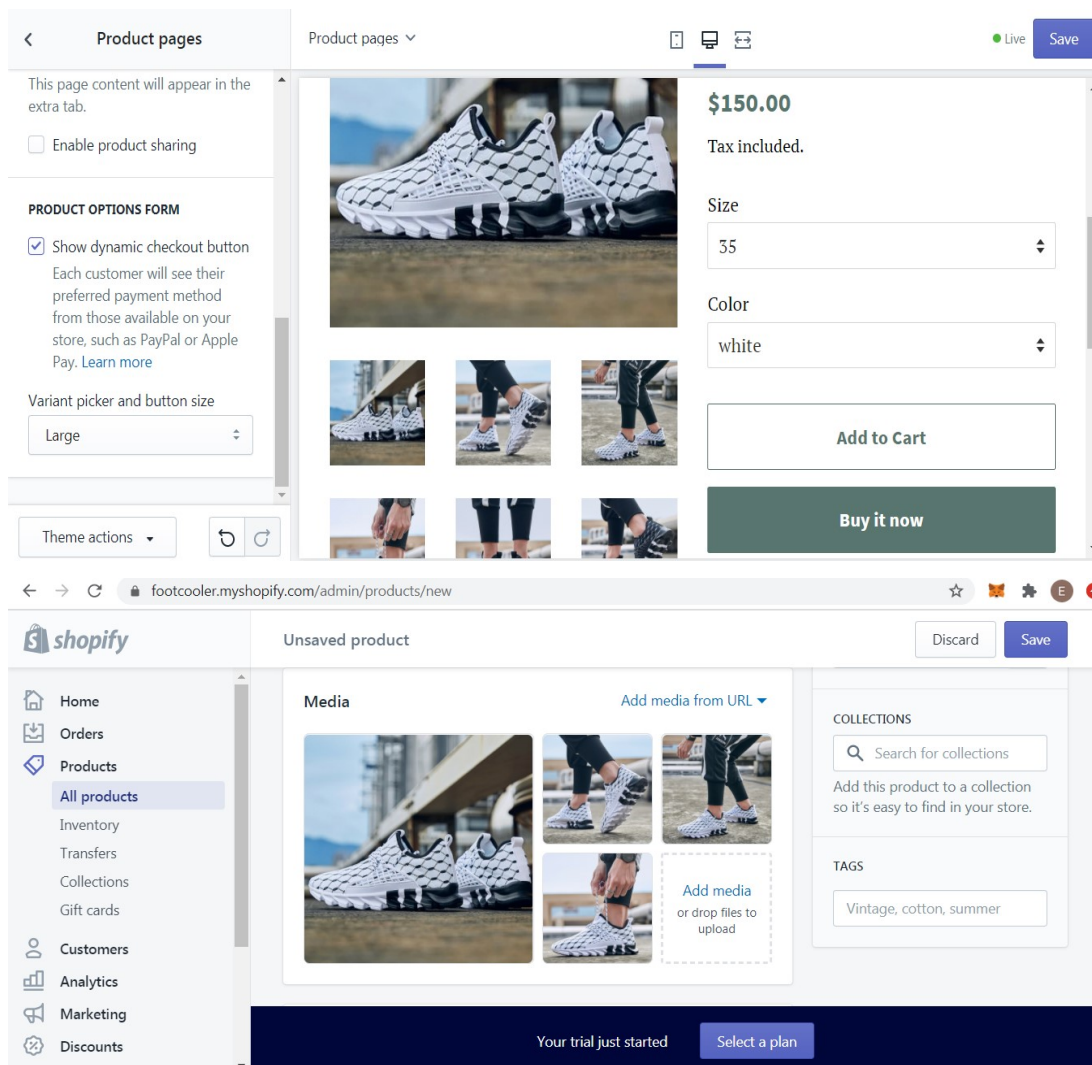 Product pages
Product pages
Live
Save
This page content will appear in the
extra tab.
Enable product sharing
PRODUCT OPTIONS FORM
Show dynamic checkout button
Each customer will see their
preferred payment method
from those available on your
store, such as PayPal or Apple
Pay. Learn more
Variant picker and button size
Large
Theme actions
$150.00
Tax included.
Size
35
Color
white
Add to Cart
Buy it now
footcooler.myshopify.com/admin/products/new
E
shopify
Unsaved product
Discard
Save
Home
Orders
Products
All products
Inventory
Transfers
Collections
Gift cards
Customers
Analytics
Marketing
Discounts
Media
Add media from URL
Add media
or drop files to
upload
COLLECTIONS
Search for collections
Add this product to a collection
so it's easy to find in your store.
TAGS
Vintage, cotton, summer
Your trial just started
Select a plan